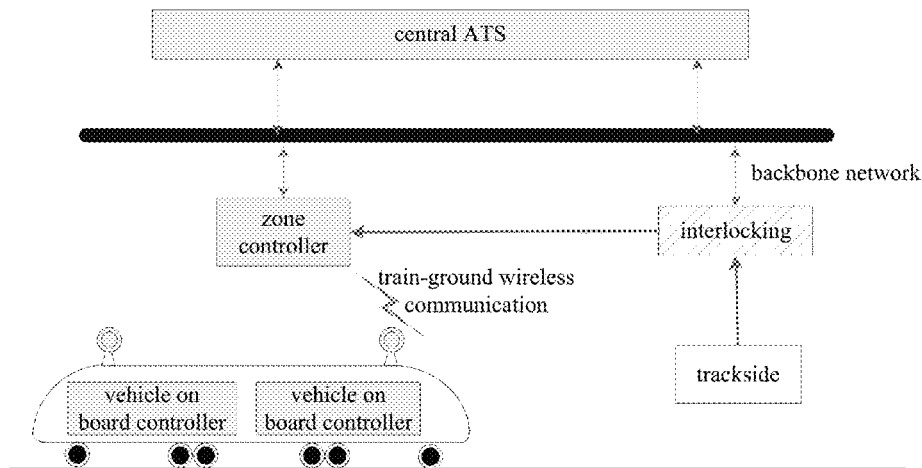 central ATS
backbone network
zone
controller
interlocking
train-ground wireless
communication
trackside
vehicle on
board controller
vehicle on
board controller